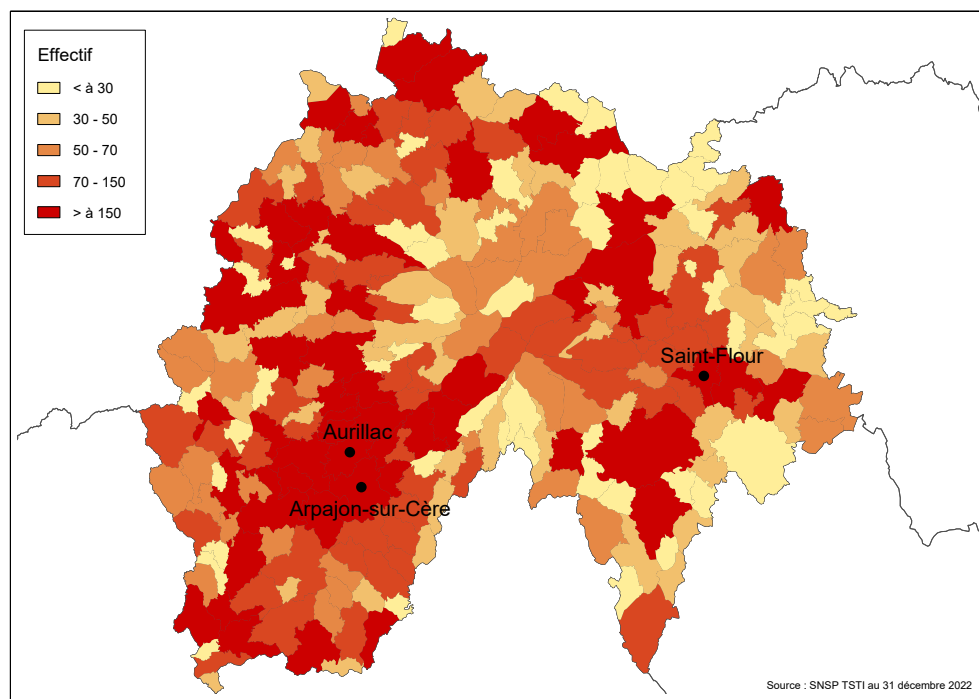 Effectif
< à 30
30 - 50
50 - 70
70 - 150
> à 150
Saint-Flour
Aurillac
Arpajon-sur-Cère
Source : SNSP TSTI au 31 décembre 2022